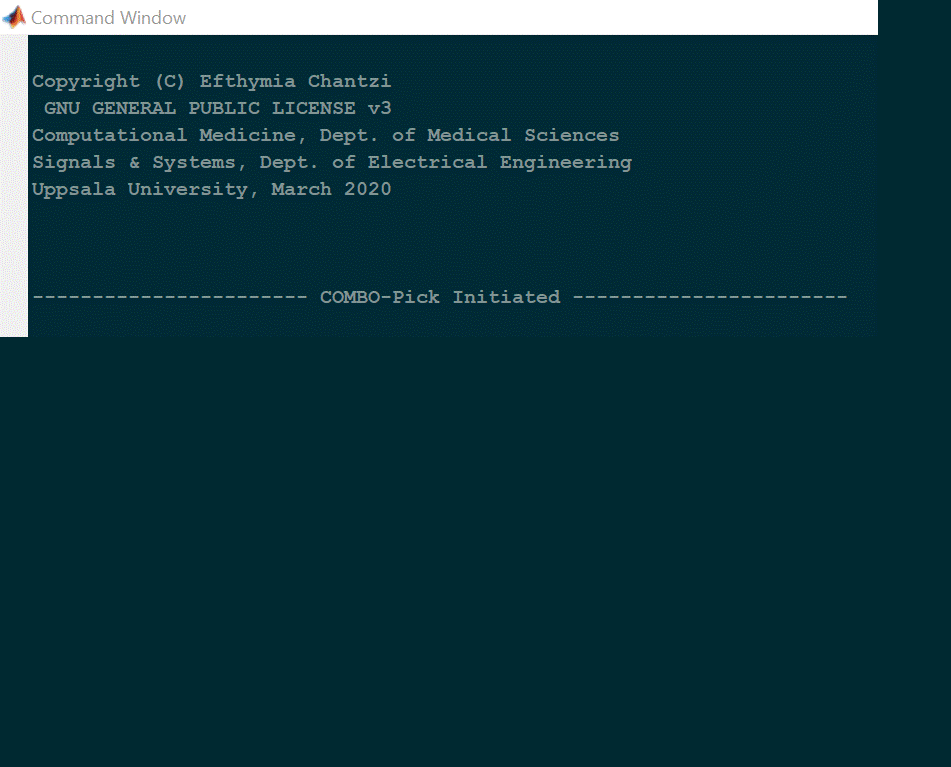 Command Window
Copyright (C) Efthymia Chantzi
GNU GENERAL PUBLIC LICENSE v3
Computational Medicine, Dept. of Medical Sciences
Signals & Systems, Dept. of Electrical Engineering
Uppsala University, March 2020
----------------------- COMBO-Pick Initiated -----------------------